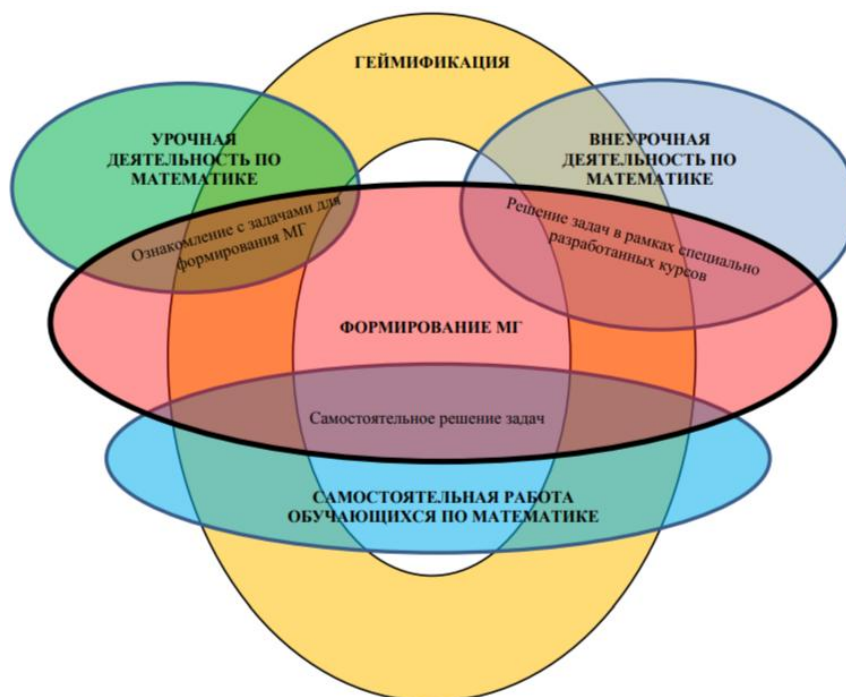 ГЕЙМИФИКАЦИЯ
УРОЧНАЯ
ДЕЯТЕЛЬНОСТЬ ПО
МАТЕМАТИКЕ
ВНЕУРОЧНАЯ
ДЕЯТЕЛЬНОСТЬ ПО
МАТЕМАТИКЕ
Ознакомление с задачами для
формирования МГ
Решение задач в рамках специально
разработанных курсов
ФОРМИРОВАНИЕ МГ
Самостоятельное решение задач
САМОСТОЯТЕЛЬНАЯ РАБОТА
ОБУЧАЮЩИХСЯ ПО МАТЕМАТИКЕ